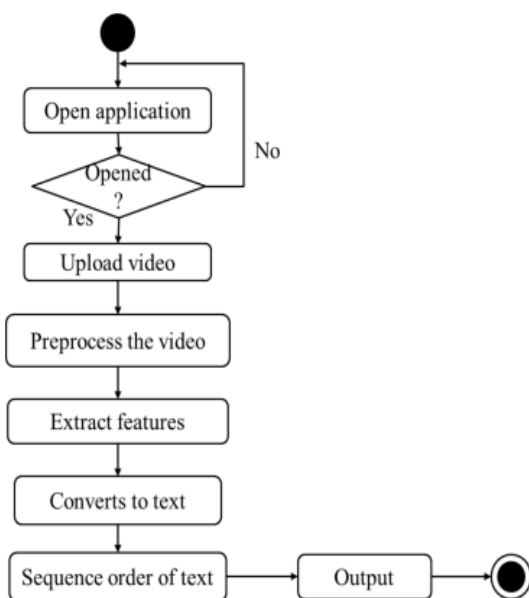 Open application
No
Opened
?
Yes
Upload video
Preprocess the video
Extract features
Converts to text
Sequence order of text
Output